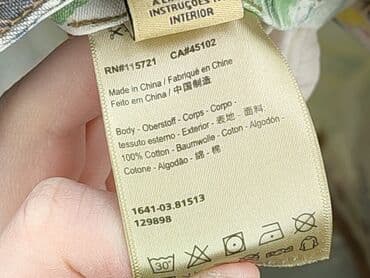 INSTRUÇÕES NO
INTERIOR
RN#115721 CA#45102
Made in China / Fabriqué en Chine
Feito em China / 中国制造
Body - Oberstoff - Corps - Corpo -
tessuto esterno - Exterior - 表地 - 面料:
100% Cotton - Baumwolle - Coton - Algodón -
Cotone - Algodão - 綿 - 棉
1641-03.81513
129898
30°